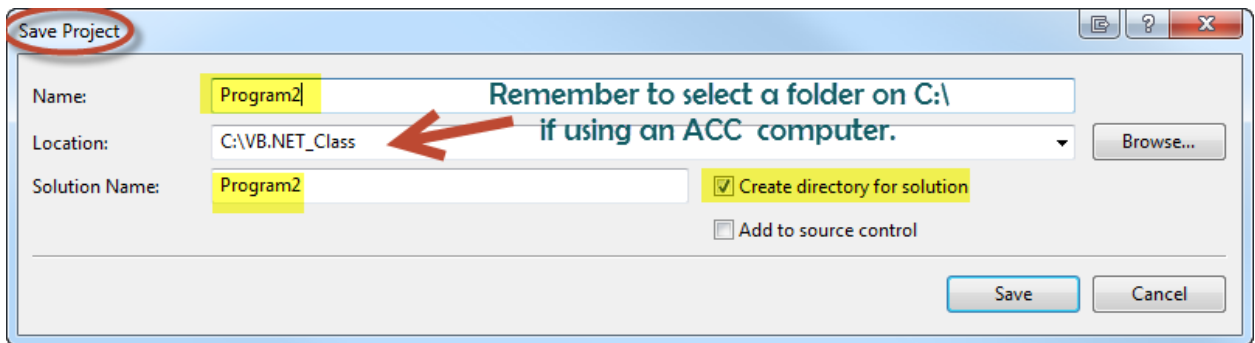 Save Project
Name:
Program2
Remember to select a folder on C:\
if using an ACC computer.
Location:
C:\VB.NET_Class
Browse...
Solution Name:
Program2
Create directory for solution
Add to source control
Save
Cancel